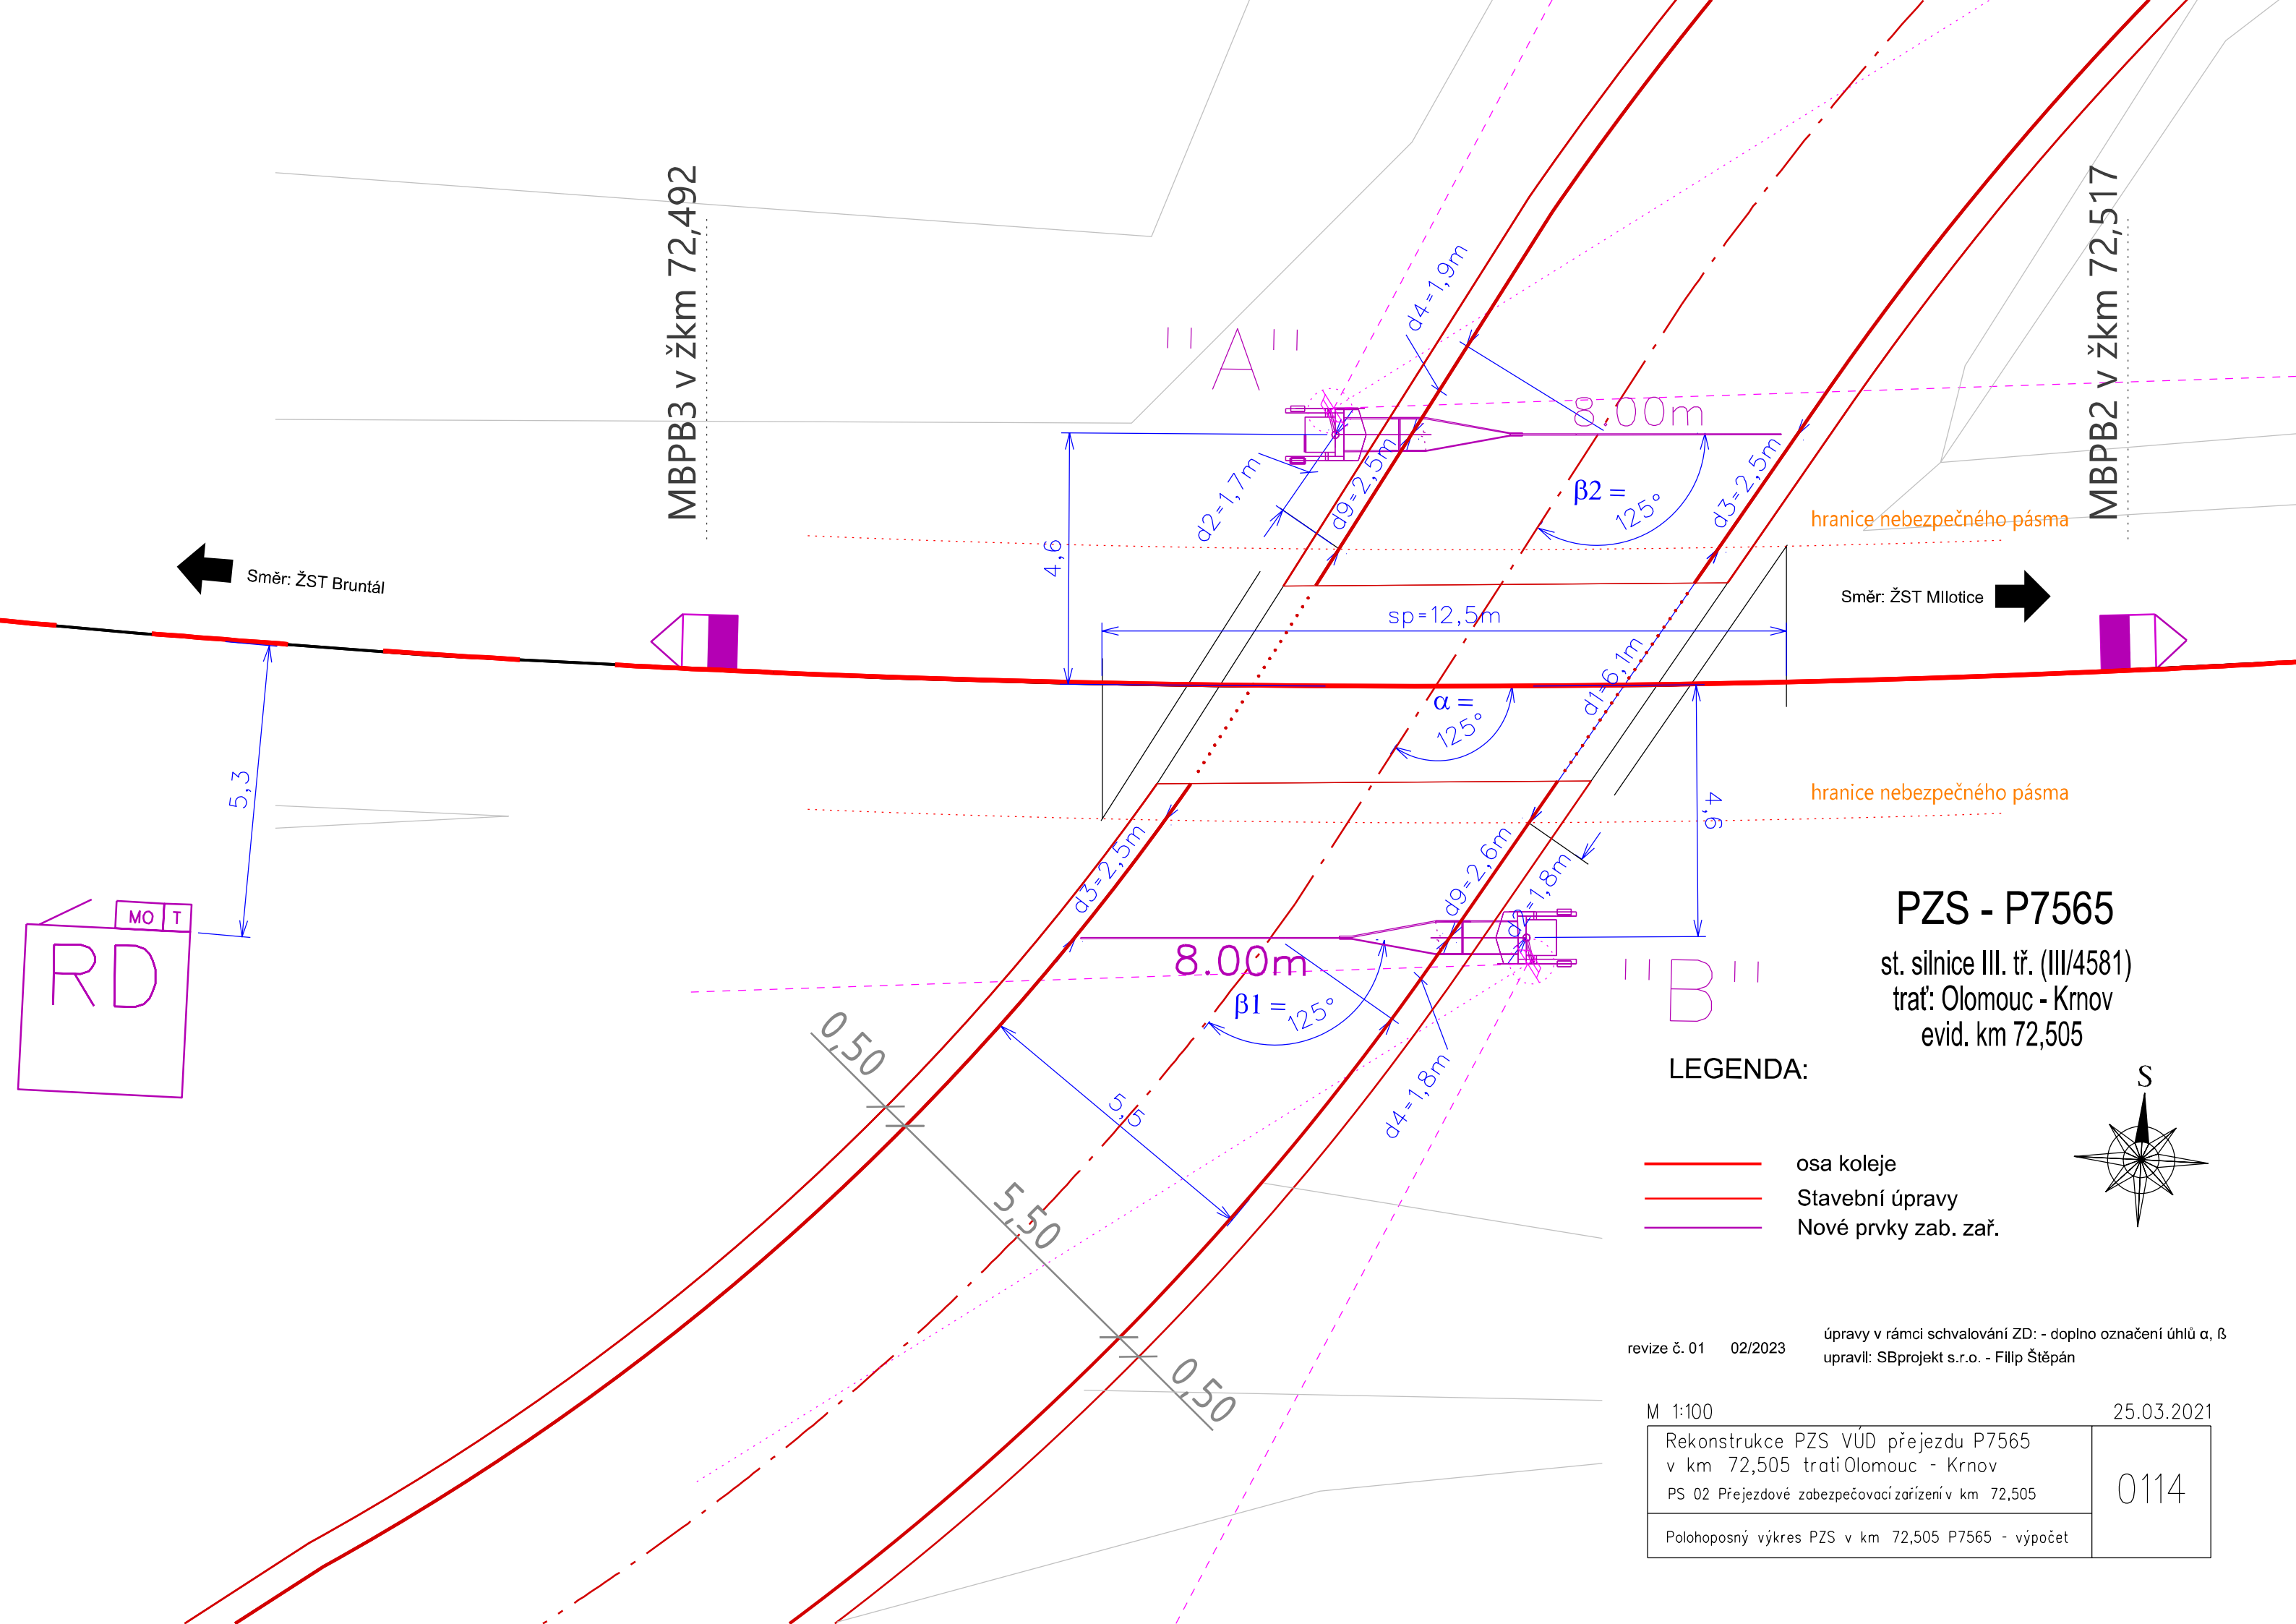 MBPB3 v žkm 72,492
MBPB2 v žkm 72,517
"A"
d4=1,9m
8.00m
d2=1,7m
d9=2,5m
β2 =
125°
d3=2,5m
4,6
hranice nebezpečného pásma
Směr: ŽST Bruntál
Směr: ŽST MIlotice
sp=12,5m
d1=6,1m
α =
125°
5,3
4,6
hranice nebezpečného pásma
d3=2,5m
d9=2,6m
d2=1,8m
MO T
RD
8.00m
"B"
β1 =
125°
d4=1,8m
0,50
5,5
5,50
0,50
PZS - P7565
st. silnice III. tř. (III/4581)
trať: Olomouc - Krnov
evid. km 72,505
LEGENDA:
S
osa koleje
Stavební úpravy
Nové prvky zab. zař.
revize č. 01 02/2023
úpravy v rámci schvalování ZD: - doplno označení úhlů α, ß
upravil: SBprojekt s.r.o. - FIlip Štěpán
M 1:100
25.03.2021
Rekonstrukce PZS VÚD přejezdu P7565
v km 72,505 trati Olomouc - Krnov
PS 02 Přejezdové zabezpečovací zařízení v km 72,505
0114
Polohoposný výkres PZS v km 72,505 P7565 - výpočet